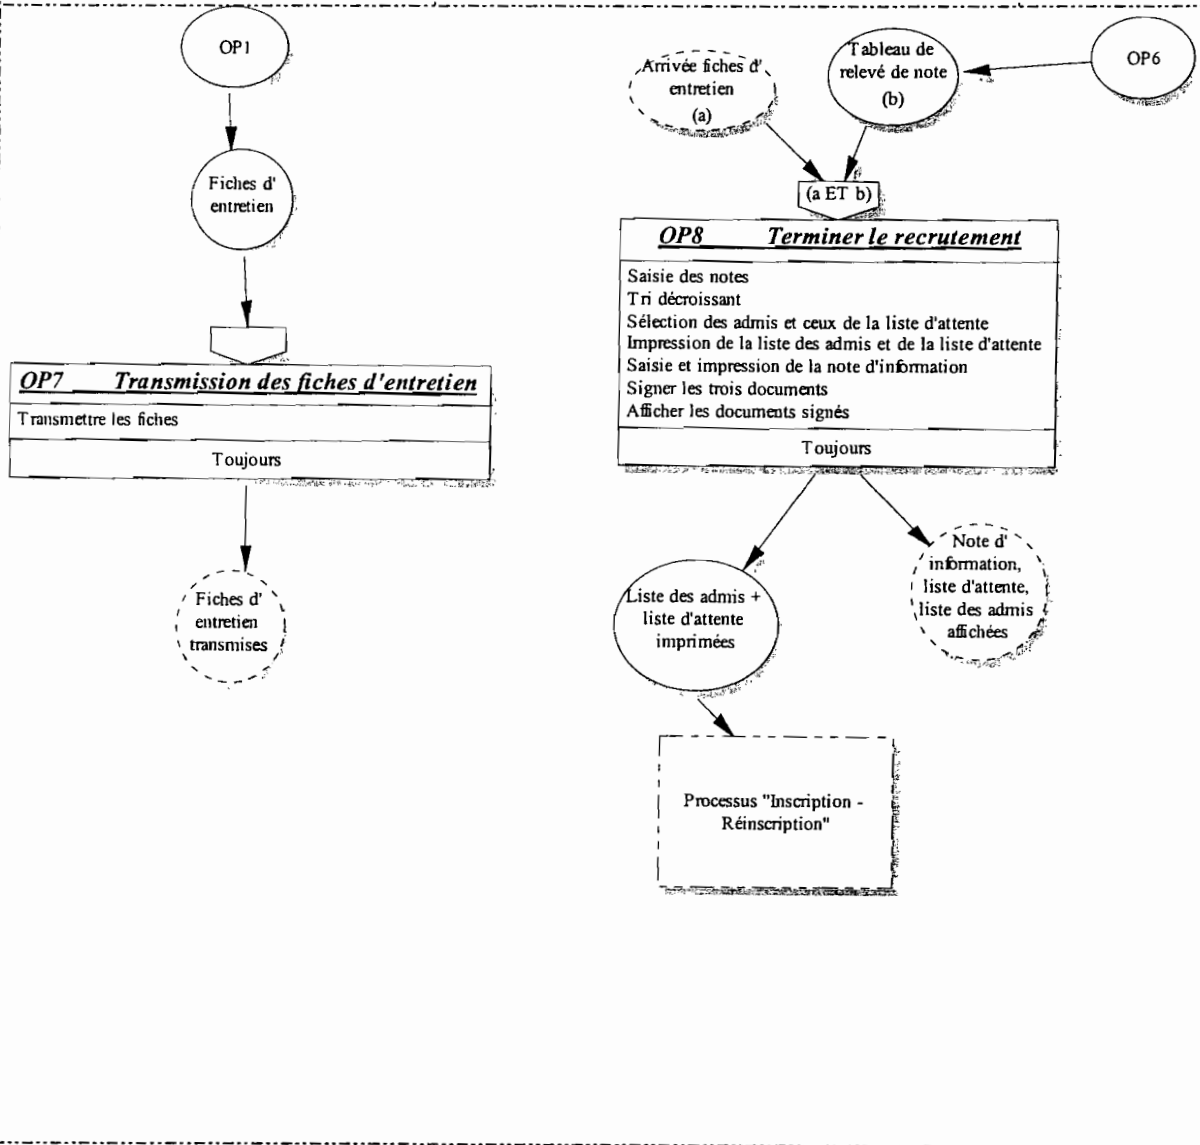 OP1
Fiches d'
entretien
OP7 Transmission des fiches d'entretien
Transmettre les fiches
Toujours
Fiches d'
entretien
transmises
Arrivée fiches d'
entretien
(a)
Tableau de
relevé de note
(b)
OP6
(a ET b)
OP8 Terminer le recrutement
Saisie des notes
Tri décroissant
Sélection des admis et ceux de la liste d'attente
Impression de la liste des admis et de la liste d'attente
Saisie et impression de la note d'information
Signer les trois documents
Afficher les documents signés
Toujours
Liste des admis +
liste d'attente
imprimées
Note d'
information,
liste d'attente,
liste des admis
affichées
Processus "Inscription -
Réinscription"